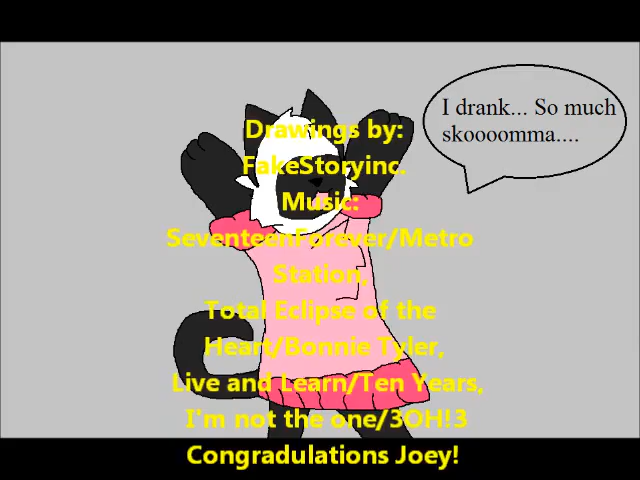 I drank... So much
skoooomma....
Drawings by:
FakeStoryinc.
Music:
SeventeenForever/Metro
Station,
Total Eclipse of the
Heart/Bonnie Tyler,
Live and Learn/Ten Years,
I'm not the one/3OH!3
Congradulations Joey!